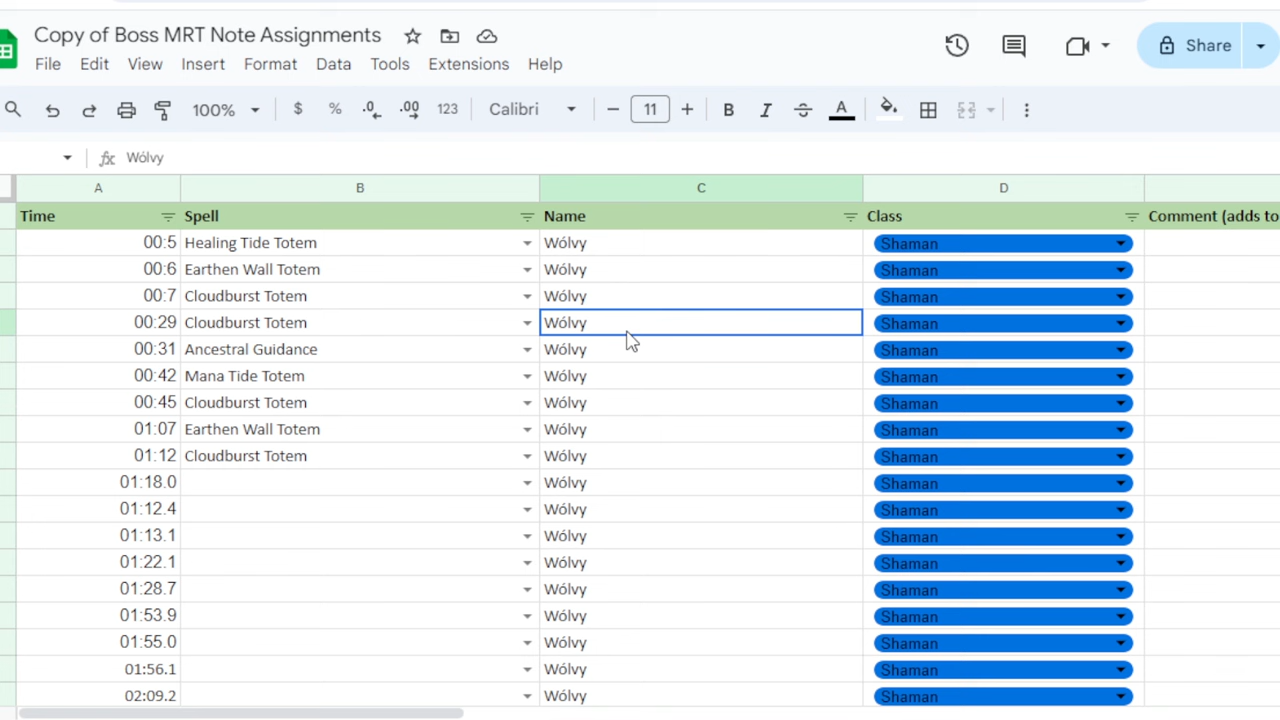 Copy of Boss MRT Note Assignments
File Edit View Insert Format Data Tools Extensions Help
Share
100% $ % .0 .00 123 Calibri 11 B I A
fx Wólvy
A B C D
Time Spell Name Class Comment (adds to
00:5 Healing Tide Totem Wólvy Shaman
00:6 Earthen Wall Totem Wólvy Shaman
00:7 Cloudburst Totem Wólvy Shaman
00:29 Cloudburst Totem Wólvy Shaman
00:31 Ancestral Guidance Wólvy Shaman
00:42 Mana Tide Totem Wólvy Shaman
00:45 Cloudburst Totem Wólvy Shaman
01:07 Earthen Wall Totem Wólvy Shaman
01:12 Cloudburst Totem Wólvy Shaman
01:18.0 Wólvy Shaman
01:12.4 Wólvy Shaman
01:13.1 Wólvy Shaman
01:22.1 Wólvy Shaman
01:28.7 Wólvy Shaman
01:53.9 Wólvy Shaman
01:55.0 Wólvy Shaman
01:56.1 Wólvy Shaman
02:09.2 Wólvy Shaman